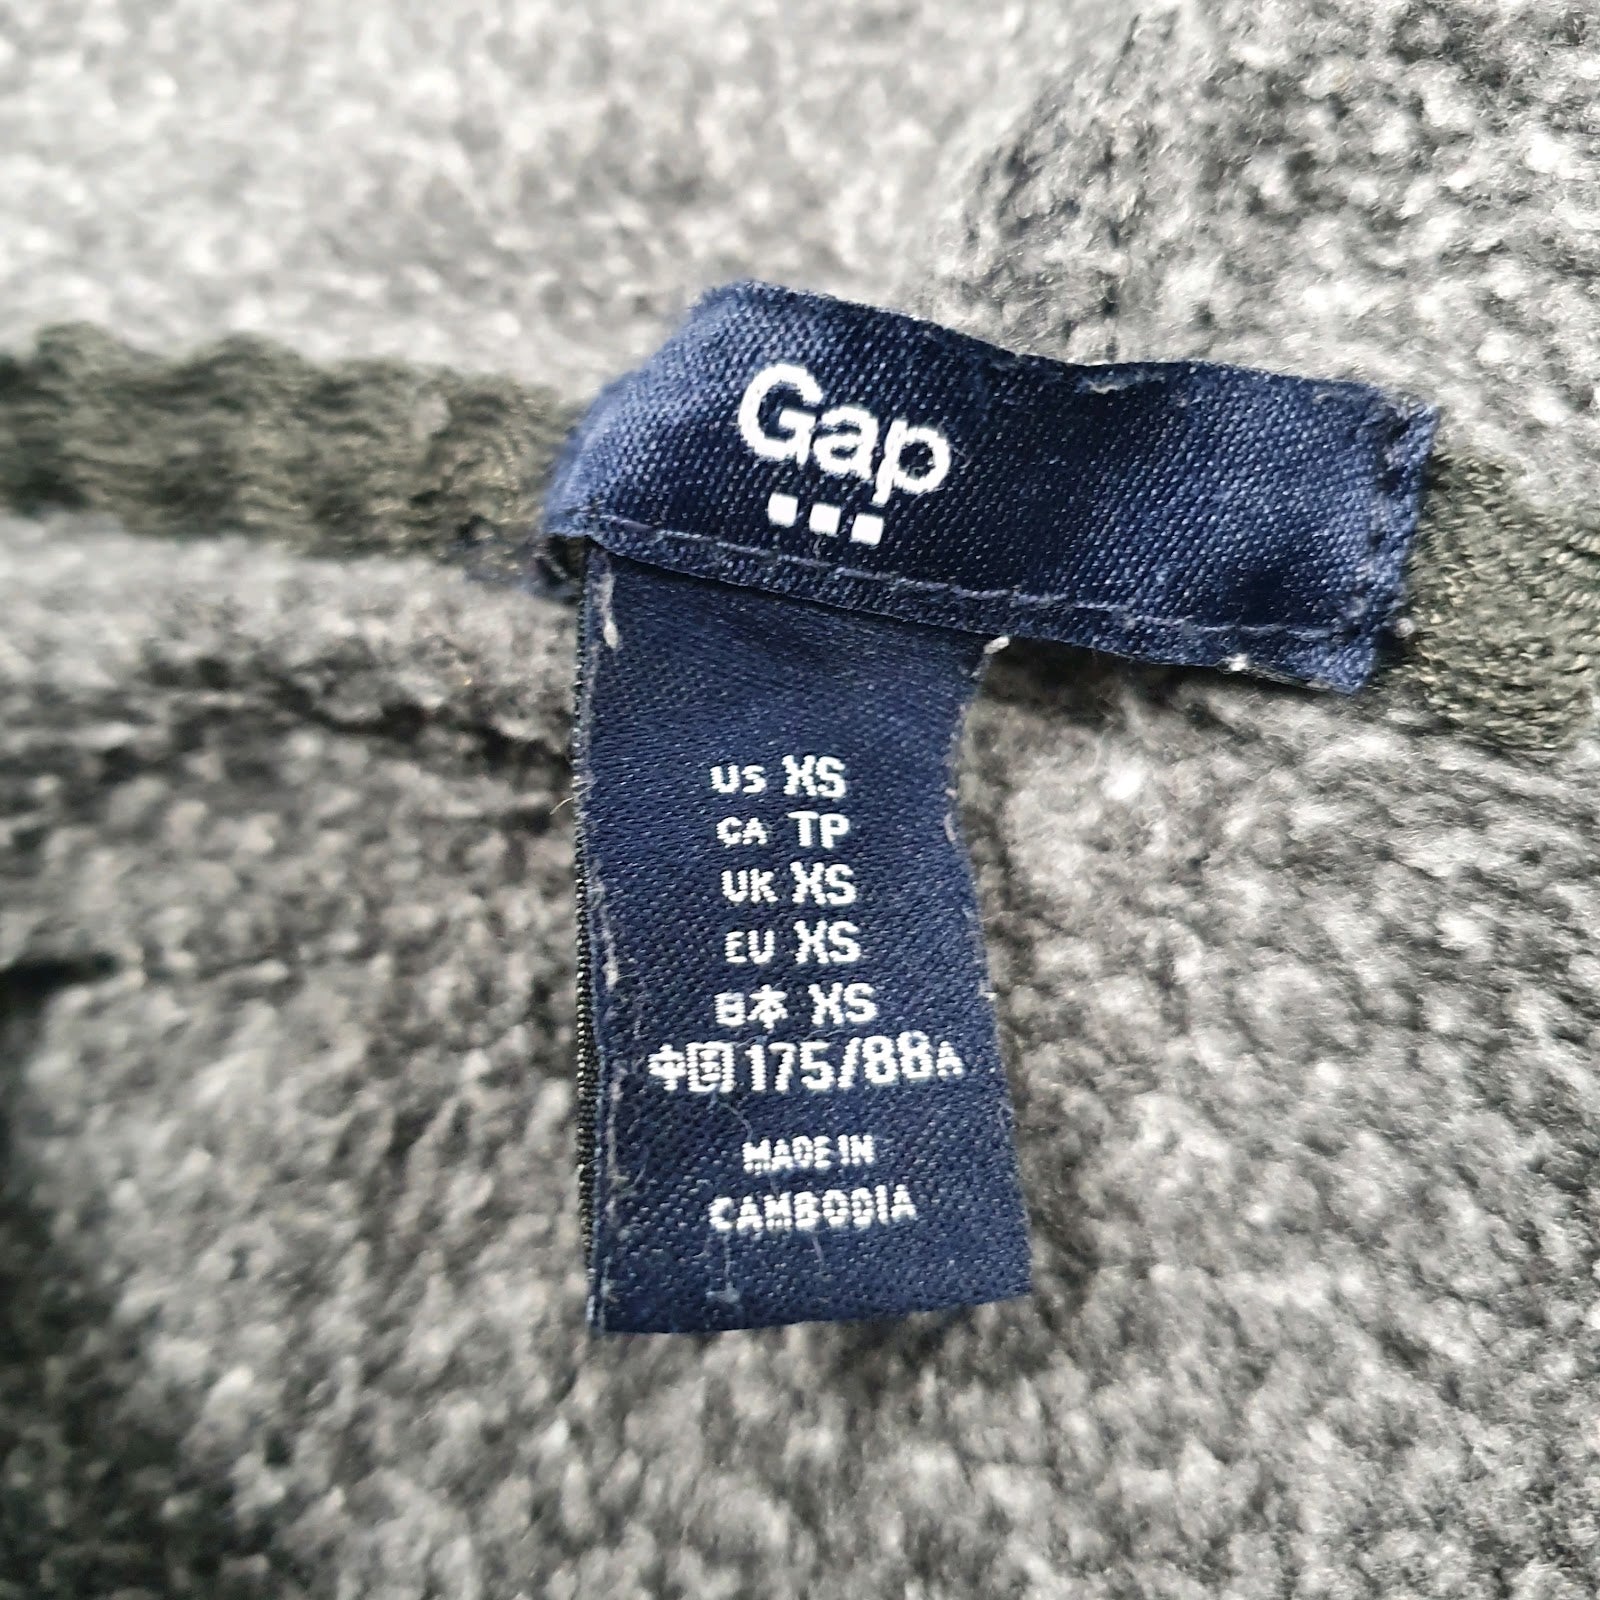 Gap
US XS
CA TP
UK XS
EU XS
日本 XS
中国 175/88A
MADE IN
CAMBODIA